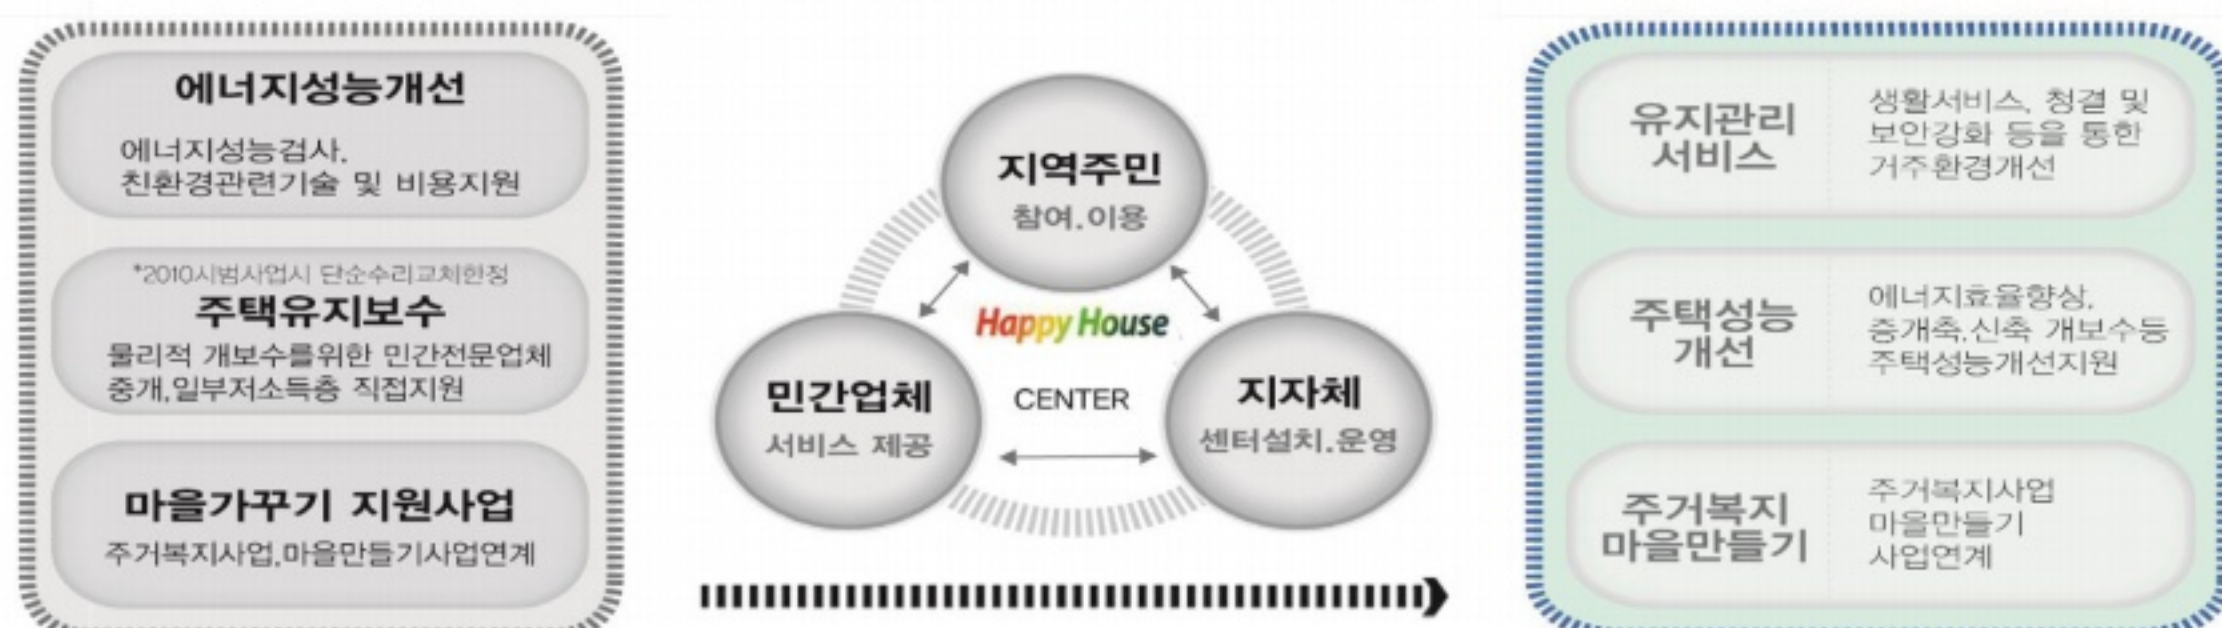 에너지성능개선
에너지성능검사,
친환경관련기술 및 비용지원
*2010시범사업시 단순수리교체한정
주택유지보수
물리적 개보수를위한 민간전문업체
중개,일부저소득층 직접지원
마을가꾸기 지원사업
주거복지사업,마을만들기사업연계
지역주민
참여.이용
Happy House
CENTER
민간업체
서비스 제공
지자체
센터설치.운영
유지관리
서비스
생활서비스, 청결 및
보안강화 등을 통한
거주환경개선
주택성능
개선
에너지효율향상,
증개축,신축 개보수등
주택성능개선지원
주거복지
마을만들기
주거복지사업
마을만들기
사업연계